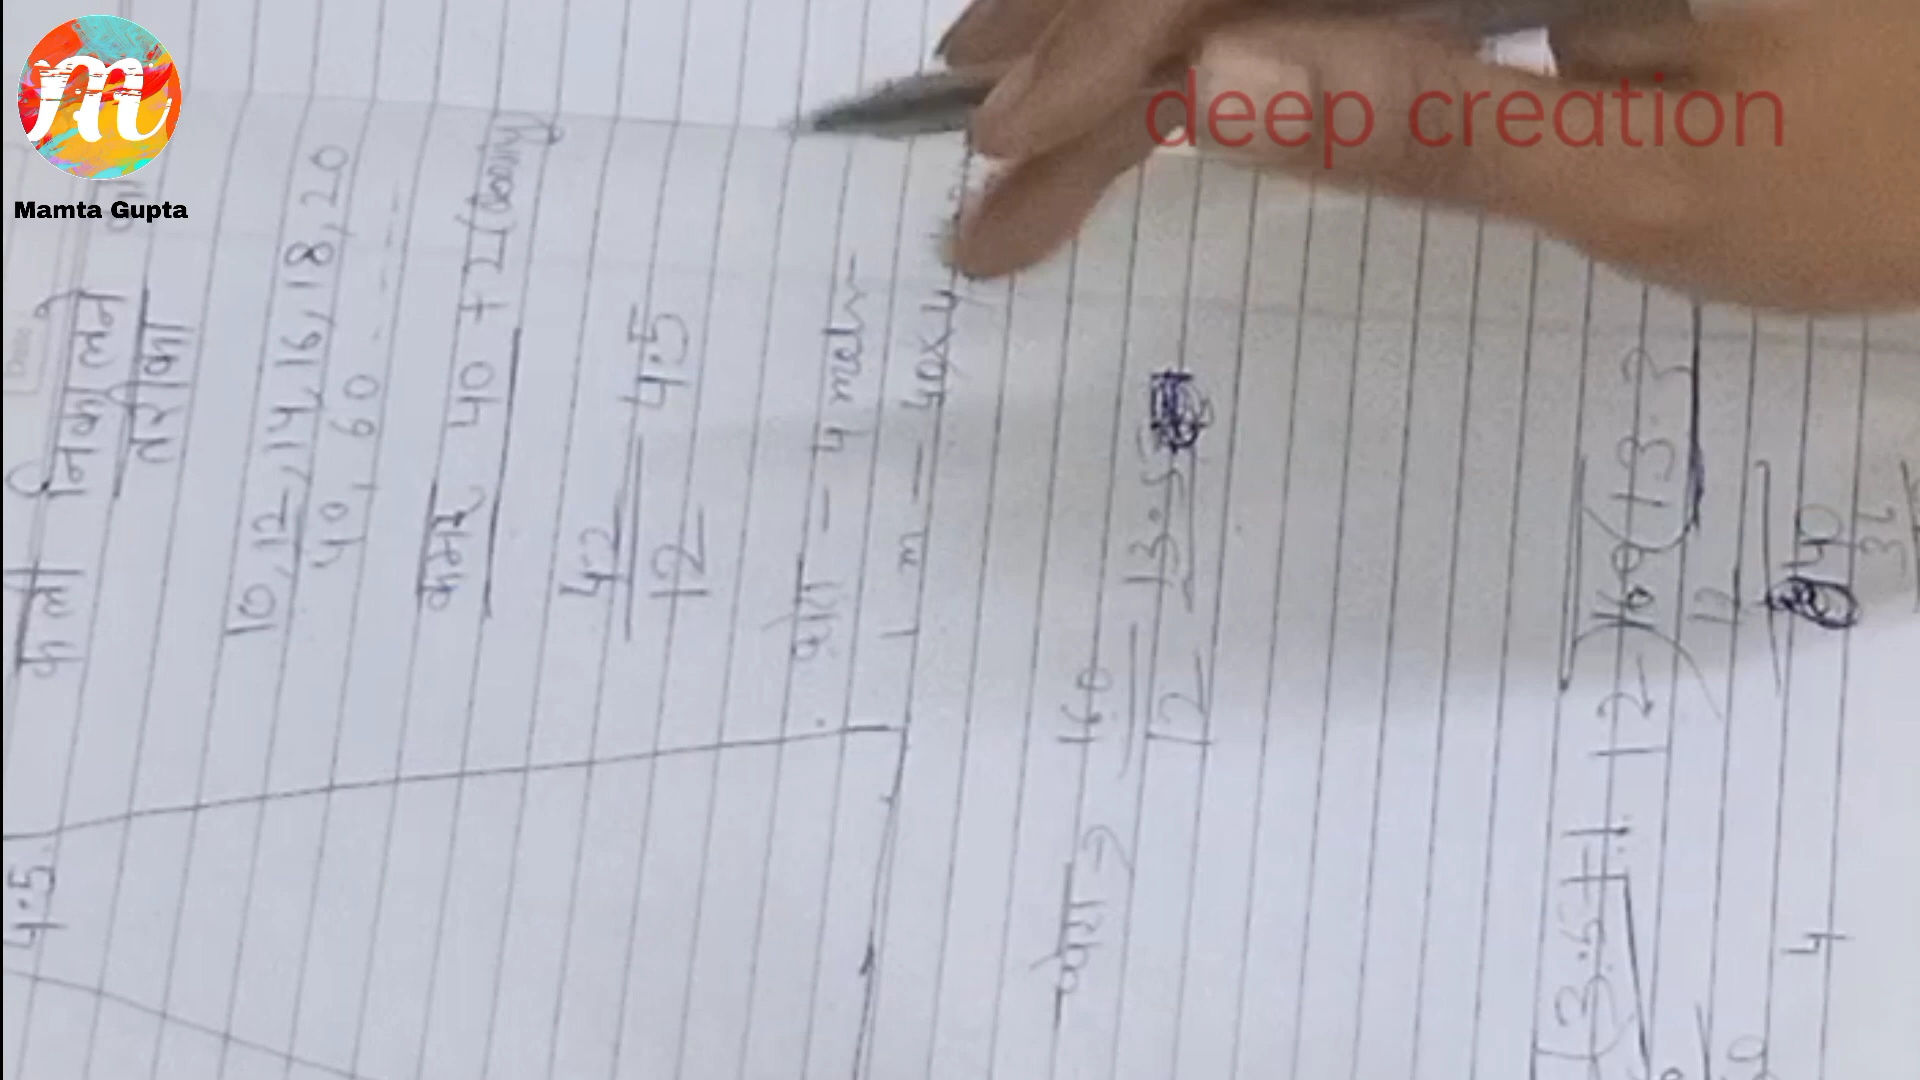 Mamta Gupta
deep creation
कली निकालने का
तरीका
10, 12, 14, 16, 18, 20
40, 60 - - - -
कमर 40 + 2 (losing)
42
12
4.5
घेरा - 4 meter
1 m - 40x4
घेरा → 160
12
13.5
12)160(13.3
12
40
36
4
4.5
13.5+1